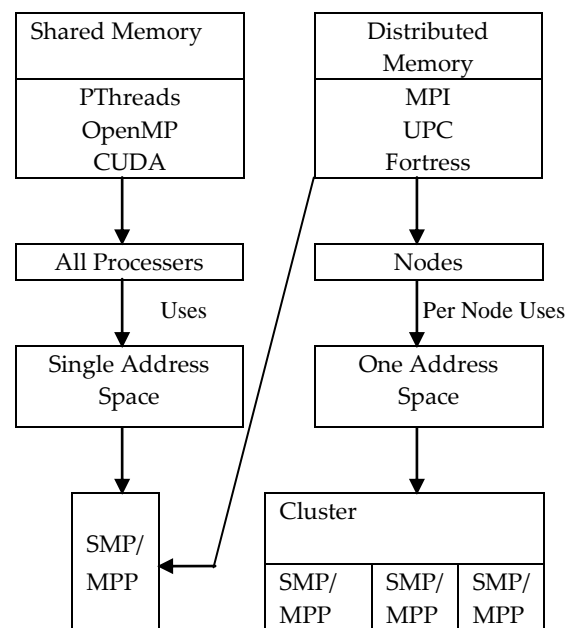 Shared Memory
PThreads
OpenMP
CUDA
All Processers
Uses
Single Address
Space
SMP/
MPP
Distributed
Memory
MPI
UPC
Fortress
Nodes
Per Node Uses
One Address
Space
Cluster
SMP/
MPP
SMP/
MPP
SMP/
MPP